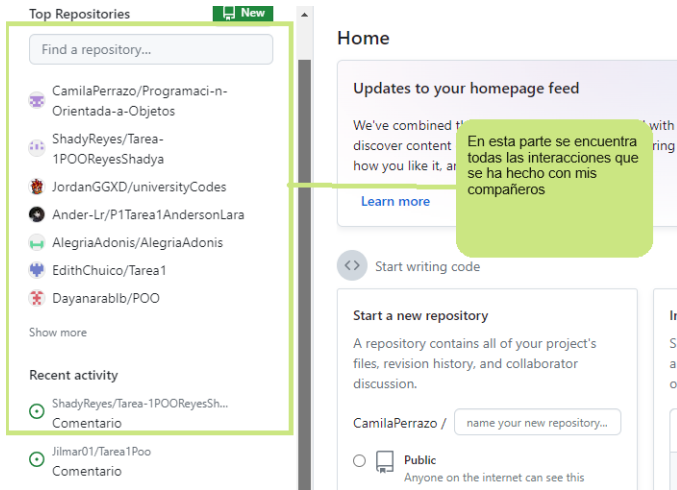 Top Repositories
New
Find a repository...
CamilaPerrazo/Programaci-n-
Orientada-a-Objetos
ShadyReyes/Tarea-
1POOReyesShadya
JordanGGXD/universityCodes
Ander-Lr/P1Tarea1AndersonLara
AlegriaAdonis/AlegriaAdonis
EdithChuico/Tarea1
Dayanarablb/POO
Show more
Recent activity
ShadyReyes/Tarea-1POOReyesSh...
Comentario
Jilmar01/Tarea1Poo
Comentario
Home
Updates to your homepage feed
We've combined with
discover content
how you like it,
Learn more
En esta parte se encuentra
todas las interacciones que
se ha hecho con mis
compañeros
<> Start writing code
Start a new repository
A repository contains all of your project's
files, revision history, and collaborator
discussion.
CamilaPerrazo /
name your new repository...
Public
Anyone on the internet can see this